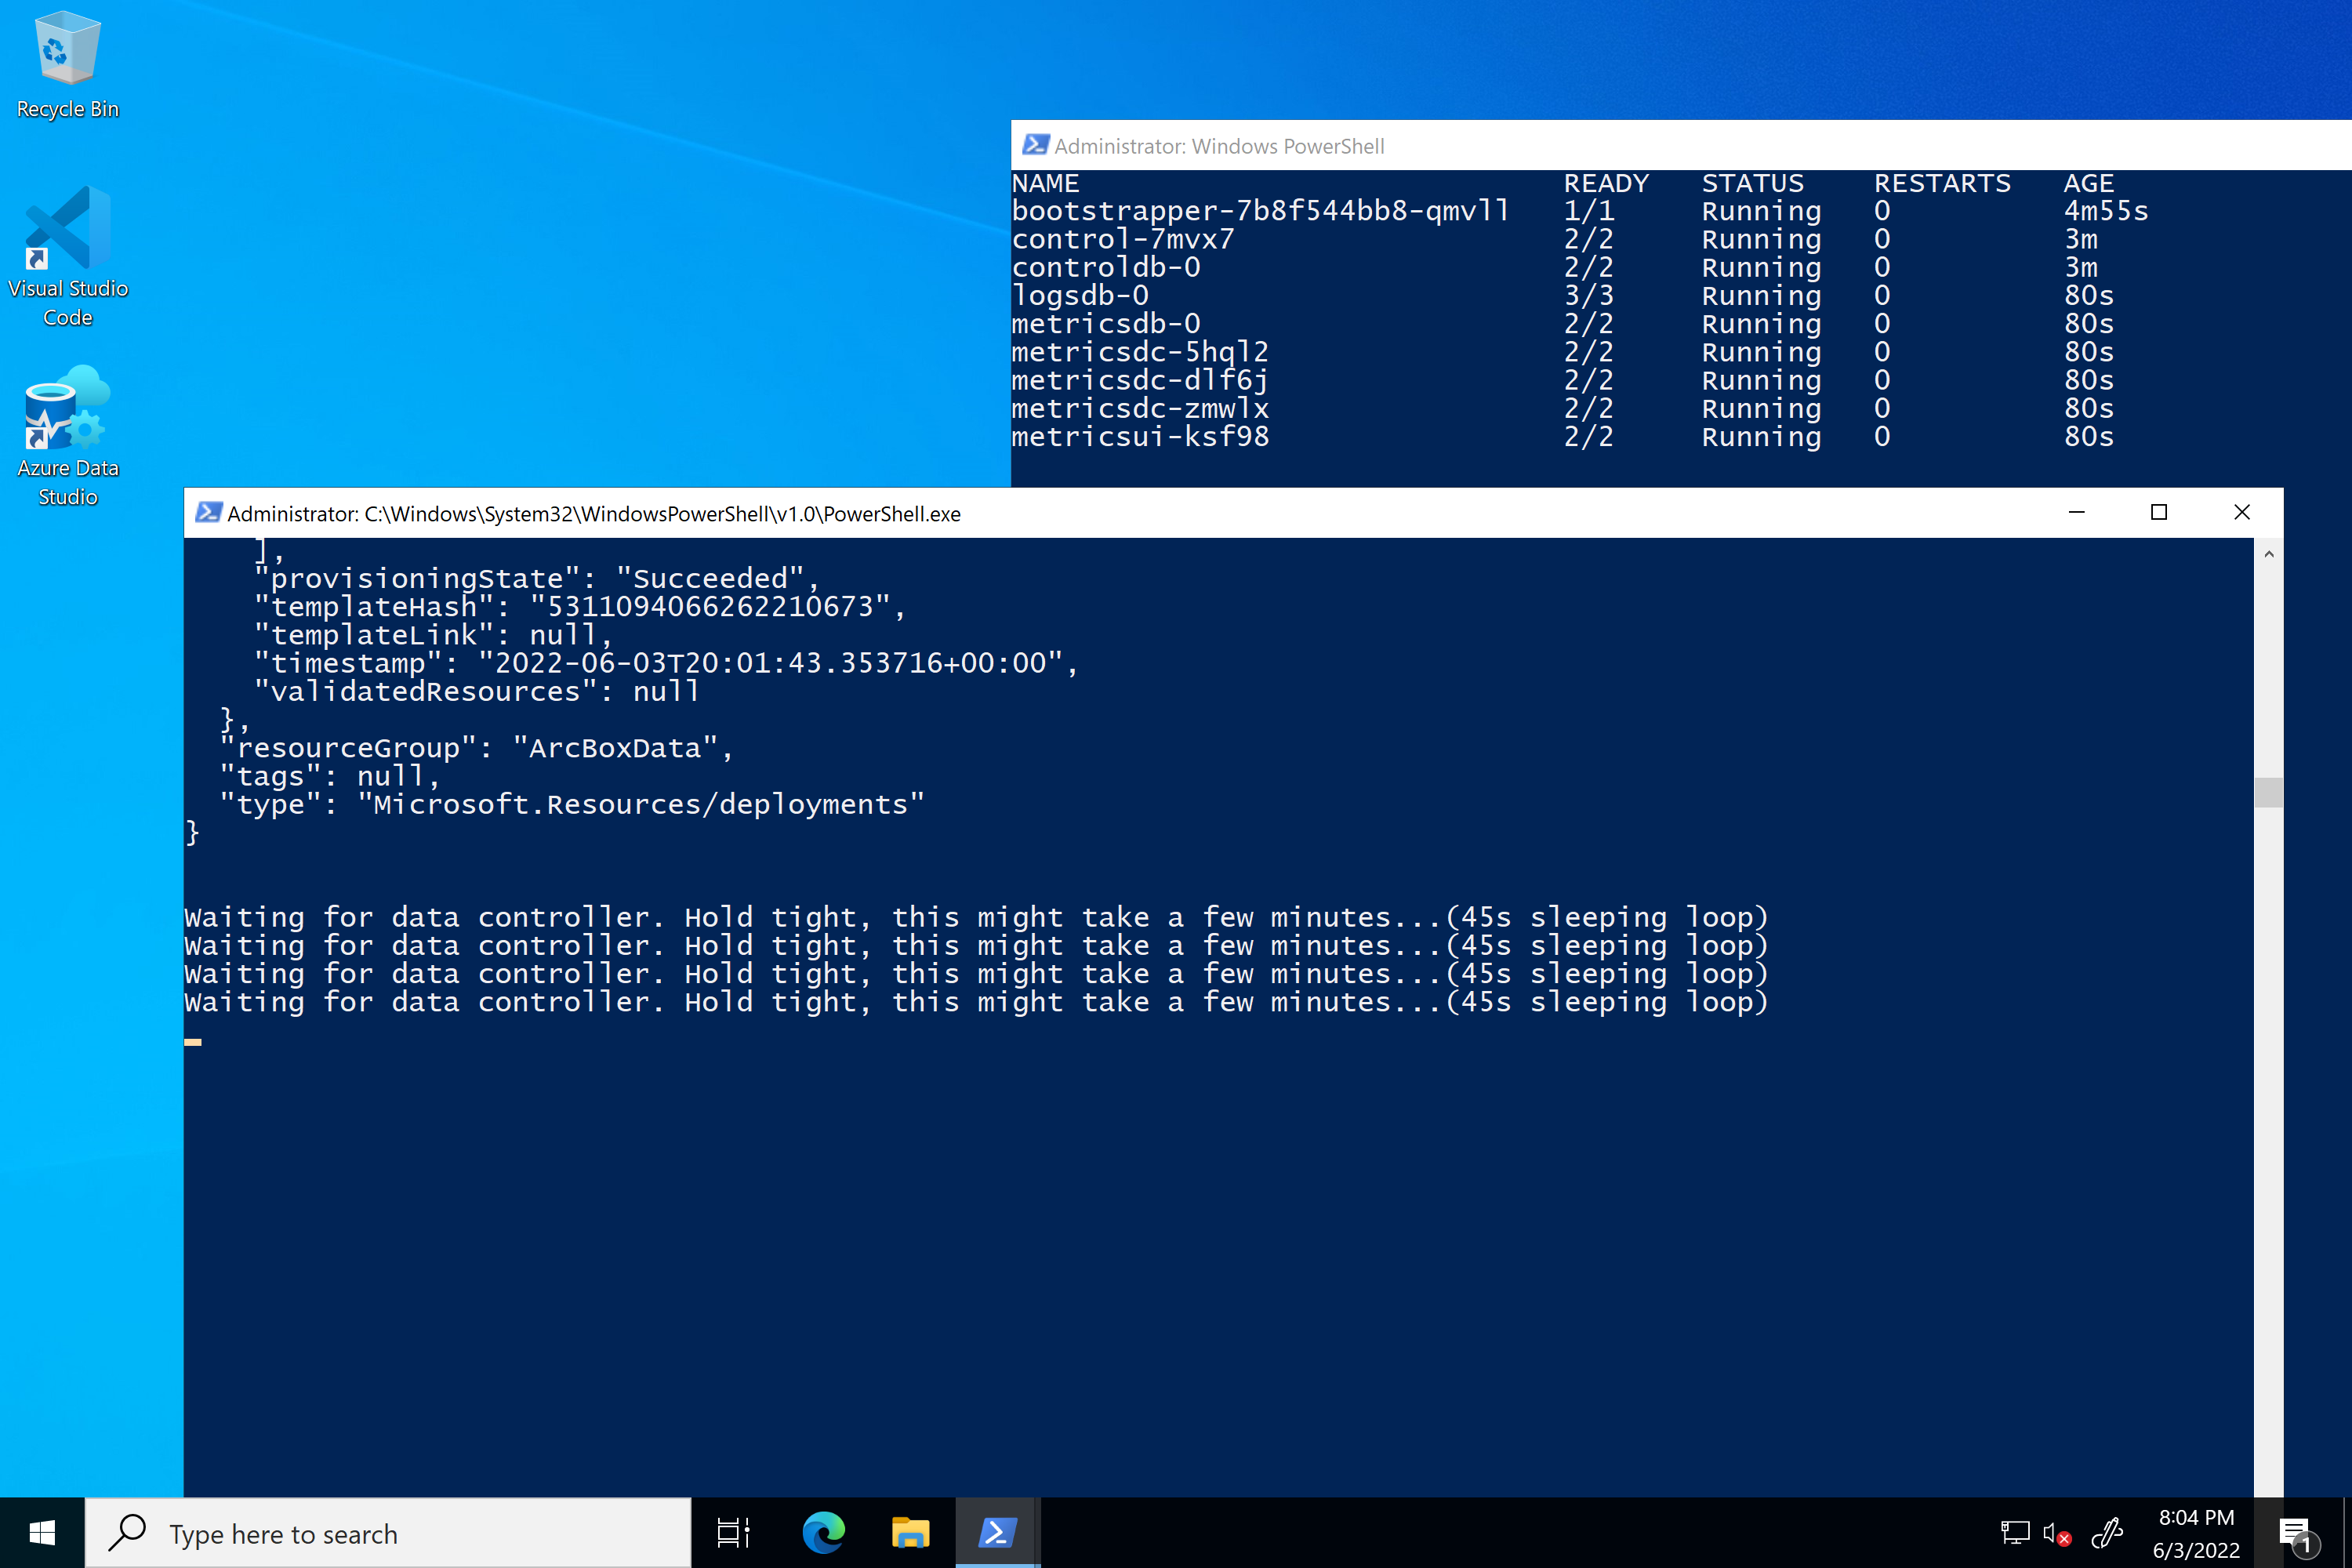 Recycle Bin
Visual Studio
Code
Azure Data
Studio
Administrator: Windows PowerShell
NAME READY STATUS RESTARTS AGE
bootstrapper-7b8f544bb8-qmvll 1/1 Running 0 4m55s
control-7mvx7 2/2 Running 0 3m
controldb-0 2/2 Running 0 3m
logsdb-0 3/3 Running 0 80s
metricsdb-0 2/2 Running 0 80s
metricsdc-5hql2 2/2 Running 0 80s
metricsdc-dlf6j 2/2 Running 0 80s
metricsdc-zmwlx 2/2 Running 0 80s
metricsui-ksf98 2/2 Running 0 80s
Administrator: C:\Windows\System32\WindowsPowerShell\v1.0\PowerShell.exe
],
"provisioningState": "Succeeded",
"templateHash": "5311094066262210673",
"templateLink": null,
"timestamp": "2022-06-03T20:01:43.353716+00:00",
"validatedResources": null
},
"resourceGroup": "ArcBoxData",
"tags": null,
"type": "Microsoft.Resources/deployments"
}
Waiting for data controller. Hold tight, this might take a few minutes...(45s sleeping loop)
Waiting for data controller. Hold tight, this might take a few minutes...(45s sleeping loop)
Waiting for data controller. Hold tight, this might take a few minutes...(45s sleeping loop)
Waiting for data controller. Hold tight, this might take a few minutes...(45s sleeping loop)
Type here to search
8:04 PM
6/3/2022
1